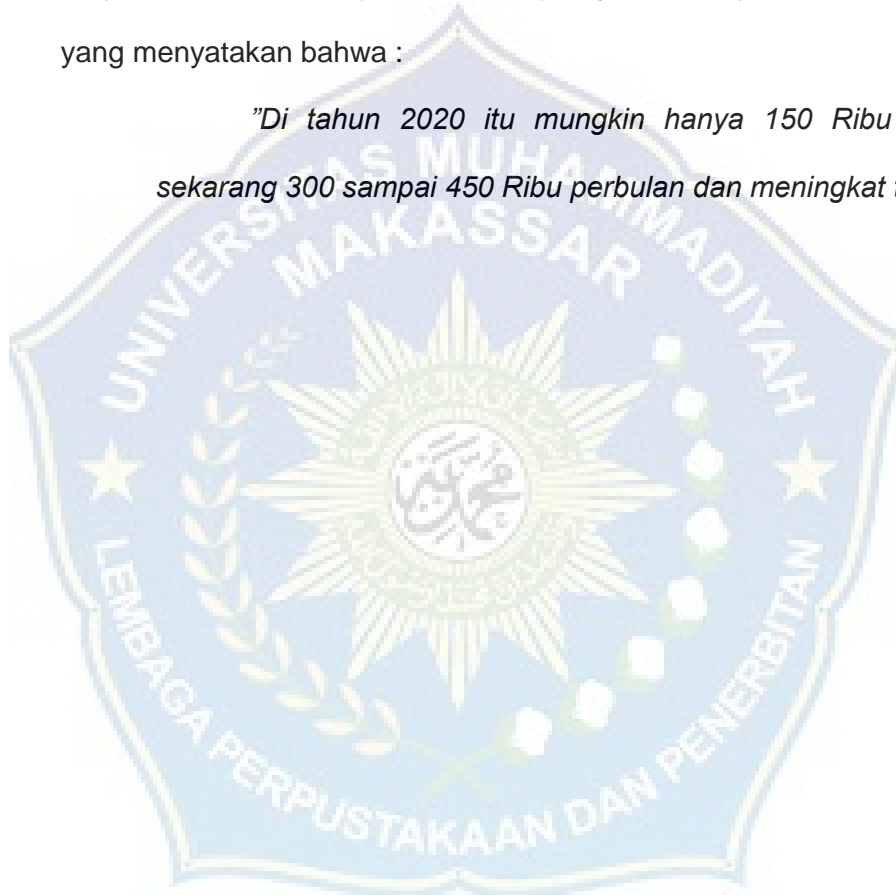 yang menyatakan bahwa :
”Di tahun 2020 itu mungkin hanya 150 Ribu
sekarang 300 sampai 450 Ribu perbulan dan meningkat
UNIVERSITAS MUHAMMADIYAH
MAKASSAR
LEMBAGA PERPUSTAKAAN DAN PENERBITAN